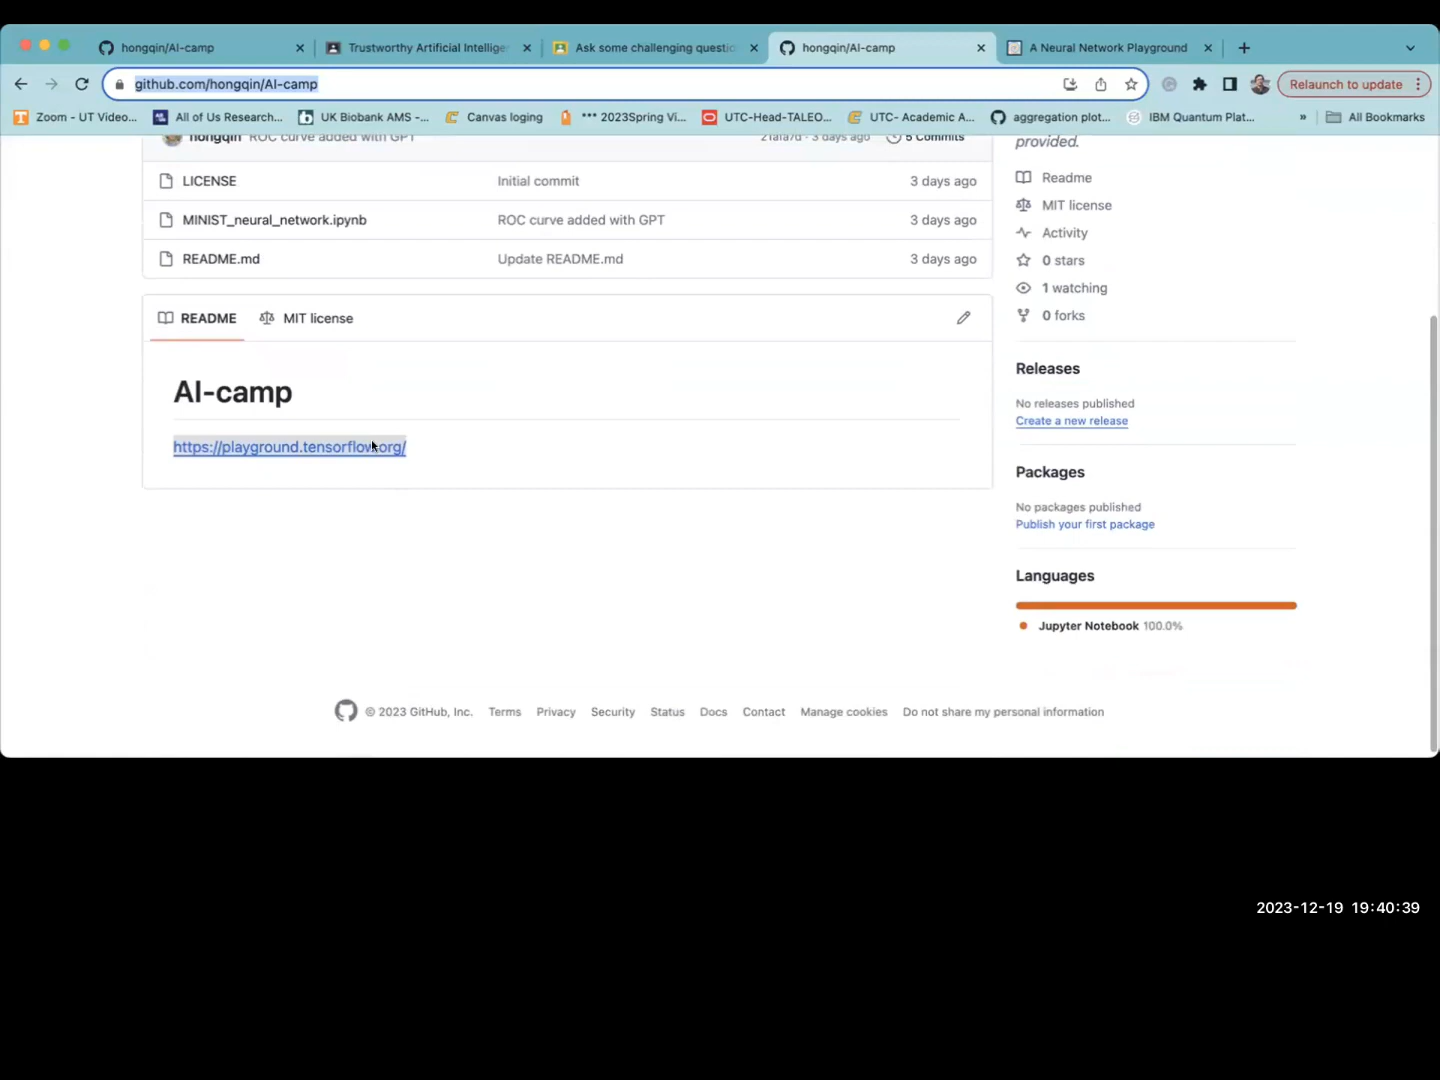 hongqin/AI-camp
Trustworthy Artificial Intellige
Ask some challenging questi
hongqin/AI-camp
A Neural Network Playground
github.com/hongqin/AI-camp
Relaunch to update
Zoom - UT Video...
All of Us Research...
UK Biobank AMS -...
Canvas loging
*** 2023Spring Vi...
UTC-Head-TALEO...
UTC- Academic A...
aggregation plot...
IBM Quantum Plat...
»
All Bookmarks
hongqin ROC curve added with GPT 21afa7d · 3 days ago 5 Commits
LICENSE Initial commit 3 days ago
MINIST_neural_network.ipynb ROC curve added with GPT 3 days ago
README.md Update README.md 3 days ago
README MIT license
AI-camp
https://playground.tensorflow.org/
provided.
Readme
MIT license
Activity
0 stars
1 watching
0 forks
Releases
No releases published
Create a new release
Packages
No packages published
Publish your first package
Languages
Jupyter Notebook 100.0%
© 2023 GitHub, Inc. Terms Privacy Security Status Docs Contact Manage cookies Do not share my personal information
2023-12-19 19:40:39